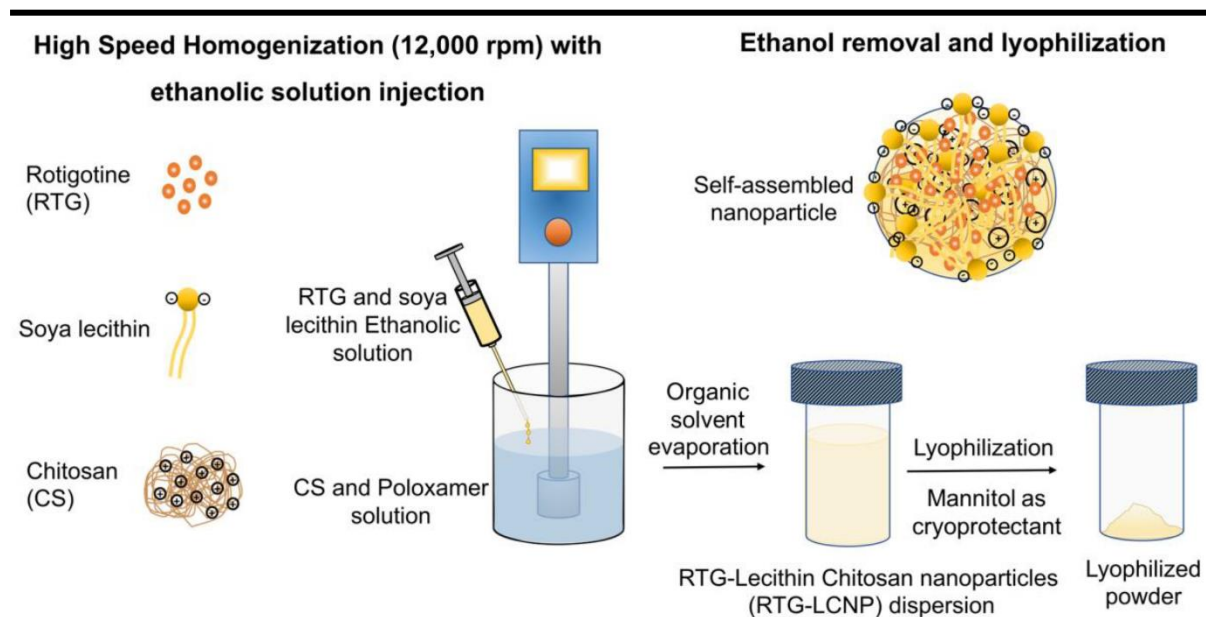 High Speed Homogenization (12,000 rpm) with
ethanolic solution injection
Rotigotine
(RTG)
Soya lecithin
Chitosan
(CS)
RTG and soya
lecithin Ethanolic
solution
CS and Poloxamer
solution
Organic
solvent
evaporation
Ethanol removal and lyophilization
Self-assembled
nanoparticle
Lyophilization
Mannitol as
cryoprotectant
RTG-Lecithin Chitosan nanoparticles
(RTG-LCNP) dispersion
Lyophilized
powder